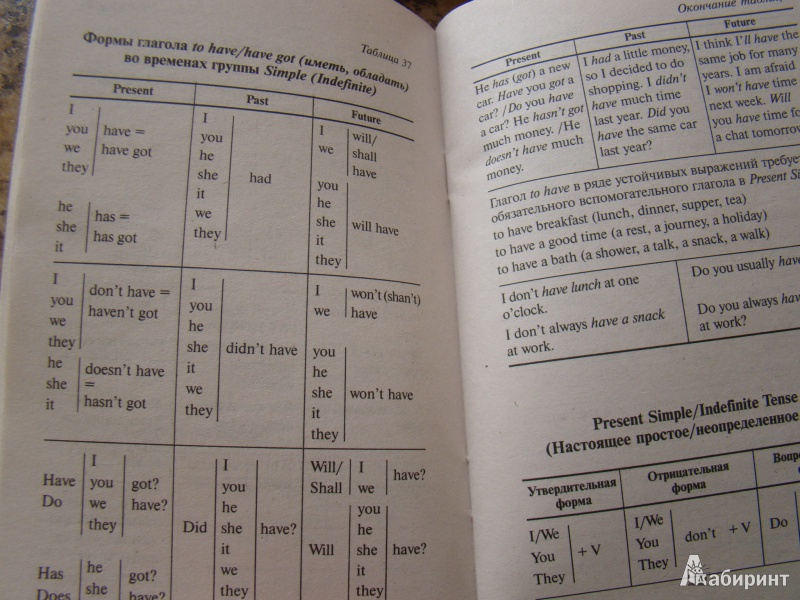 Таблица 37
Формы глагола to have/have got (иметь, обладать)
во временах группы Simple (Indefinite)
Present Past Future
I
you
we
they
have =
have got
he
she
it
has =
has got
I
you
he
she
it
we
they
had
I
we
will/
shall
have
you
he
she
it
they
will have
I
you
we
they
don't have =
haven't got
he
she
it
doesn't have
=
hasn't got
I
you
he
she
it
we
they
didn't have
I
we
won't (shan't)
have
you
he
she
it
they
won't have
Have
Do
I
you
we
they
got?
have?
Has
Does
he
she
got?
have?
Did
I
you
he
she
it
we
they
have?
Will/
Shall
I
we
have?
Will
you
he
she
it
they
have?
Окончание
Present Past Future
He has (got) a new
car. Have you got a
car? /Do you have
a car? He hasn't got
much money. /He
doesn't have much
money.
I had a little money,
so I decided to do
shopping. I didn't
have much time
last year. Did you
have the same car
last year?
I think I'll have the
same job for many
years. I am afraid
I won't have time
next week. Will
you have time fo
a chat tomorrow
Глагол to have в ряде устойчивых выражений требуе
обязательного вспомогательного глагола в Present Si
to have breakfast (lunch, dinner, supper, tea)
to have a good time (a rest, a journey, a holiday)
to have a bath (a shower, a talk, a snack, a walk)
I don't have lunch at one
o'clock.
I don't always have a snack
at work.
Do you usually hav
Do you always hav
at work?
Present Simple/Indefinite Tense
(Настоящее простое/неопределенное
Утвердительная
форма
Отрицательная
форма
Вопро
I/We
You
They
+ V
I/We
You
They
don't + V
Do
Лабиринт